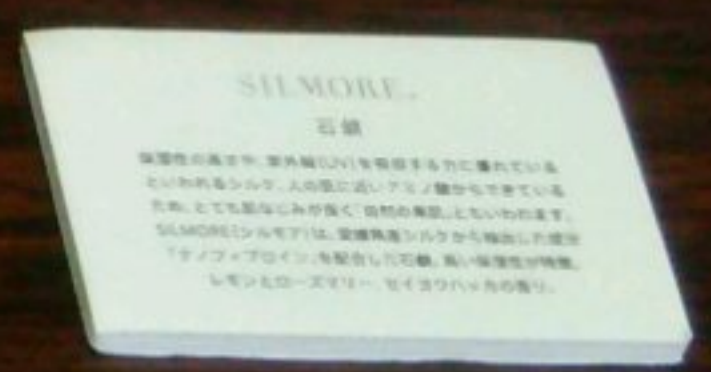 SILMORE。
石鹸
保湿性の高さや、紫外線(UV)を吸収する力に優れている
といわれるシルク。人の肌に近いアミノ酸からできている
ため、とても肌なじみが良く「自然の素肌」ともいわれます。
SILMORE(シルモア)は、愛媛県産シルクから抽出した成分
「ナノフィブロイン」を配合した石鹸。高い保湿性が特徴。
レモンとローズマリー、セイヨウハッカの香り。